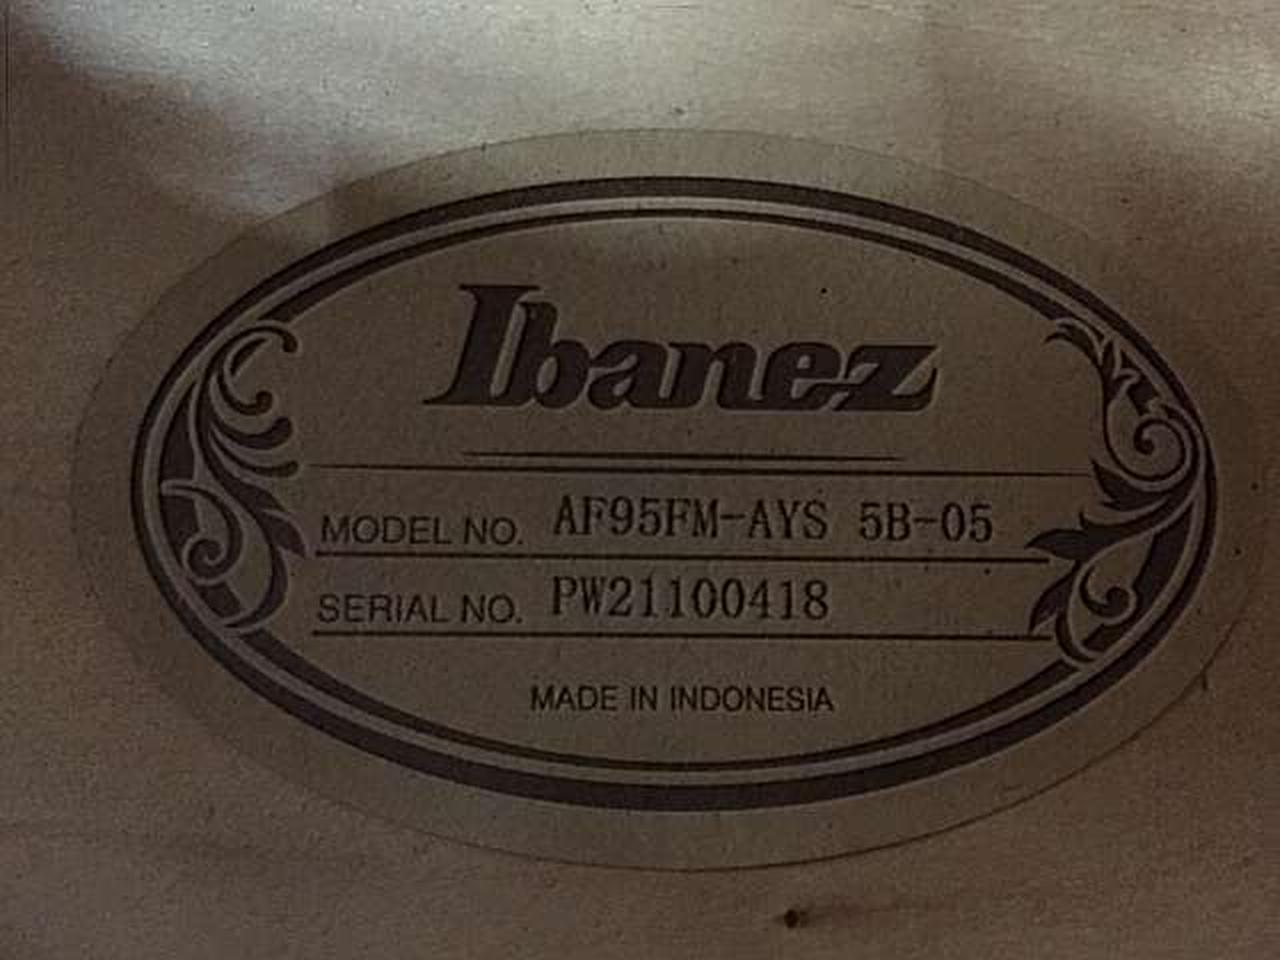 Ibanez
MODEL NO. AF95FM-AYS 5B-05
SERIAL NO. PW21100418
MADE IN INDONESIA